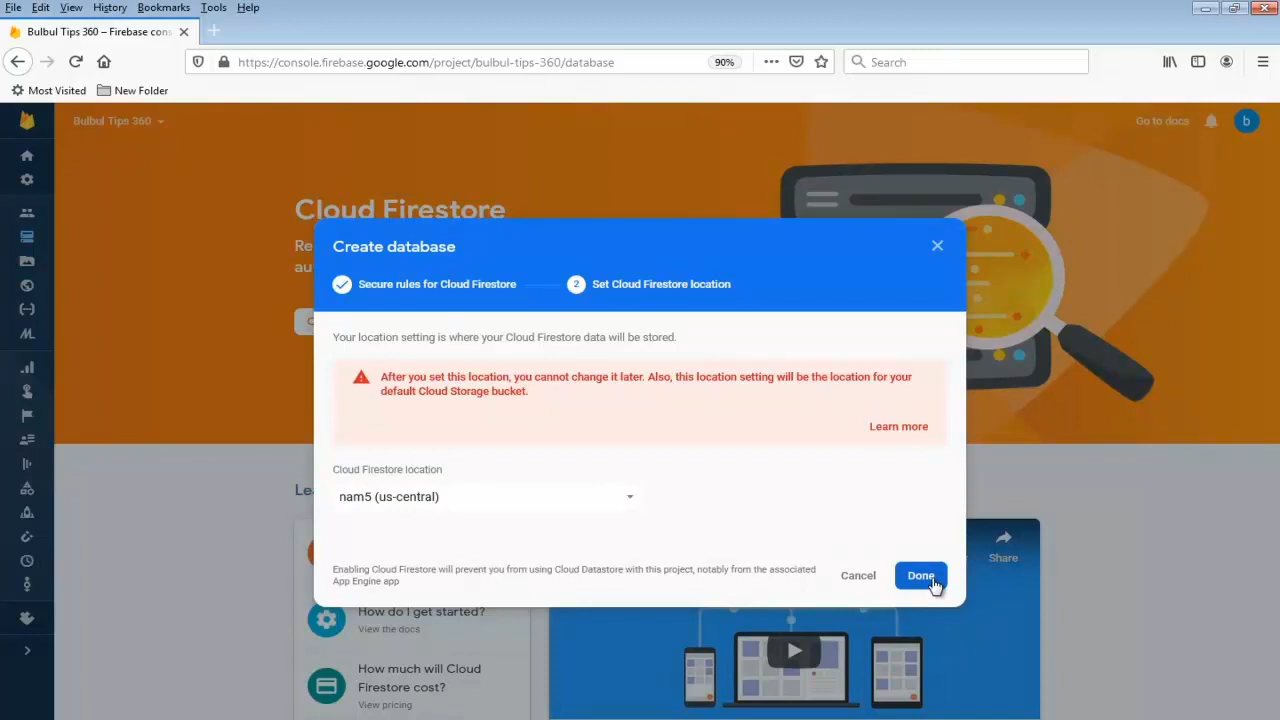 File Edit View History Bookmarks Tools Help
Bulbul Tips 360 – Firebase cons
https://console.firebase.google.com/project/bulbul-tips-360/database 90% Search
Most Visited New Folder
Bulbul Tips 360 Go to docs b
Cloud Firestore
Re
au
Create database
Secure rules for Cloud Firestore 2 Set Cloud Firestore location
Your location setting is where your Cloud Firestore data will be stored.
After you set this location, you cannot change it later. Also, this location setting will be the location for your
default Cloud Storage bucket.
Learn more
Cloud Firestore location
nam5 (us-central)
Enabling Cloud Firestore will prevent you from using Cloud Datastore with this project, notably from the associated
App Engine app
Cancel Done
Lea
Share
How do I get started?
View the docs
How much will Cloud
Firestore cost?
View pricing
ML